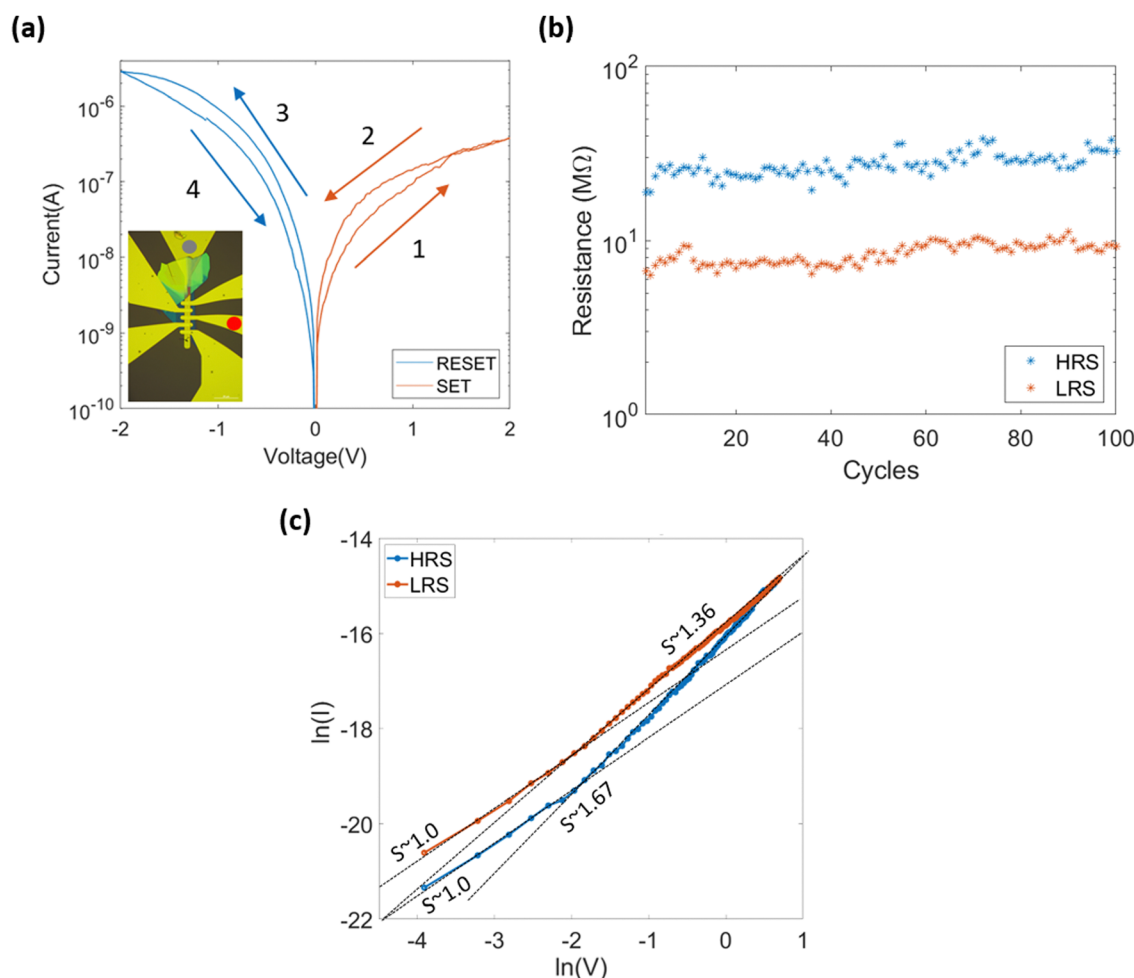 (a)
Current(A)
10^-6
10^-7
10^-8
10^-9
10^-10
3
2
4
1
RESET
SET
-2
-1
0
1
2
Voltage(V)
(b)
Resistance (MΩ)
10^2
10^1
10^0
HRS
LRS
20
40
60
80
100
Cycles
(c)
ln(I)
-14
-16
-18
-20
-22
HRS
LRS
S~1.36
S~1.67
S~1.0
S~1.0
-4
-3
-2
-1
0
1
ln(V)